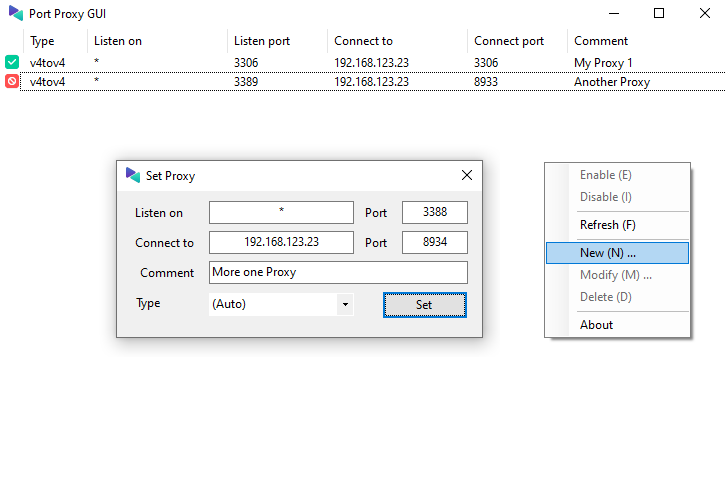 Port Proxy GUI
Type Listen on Listen port Connect to Connect port Comment
v4tov4 * 3306 192.168.123.23 3306 My Proxy 1
v4tov4 * 3389 192.168.123.23 8933 Another Proxy
Set Proxy
Listen on * Port 3388
Connect to 192.168.123.23 Port 8934
Comment More one Proxy
Type (Auto) Set
Enable (E)
Disable (I)
Refresh (F)
New (N) ...
Modify (M) ...
Delete (D)
About